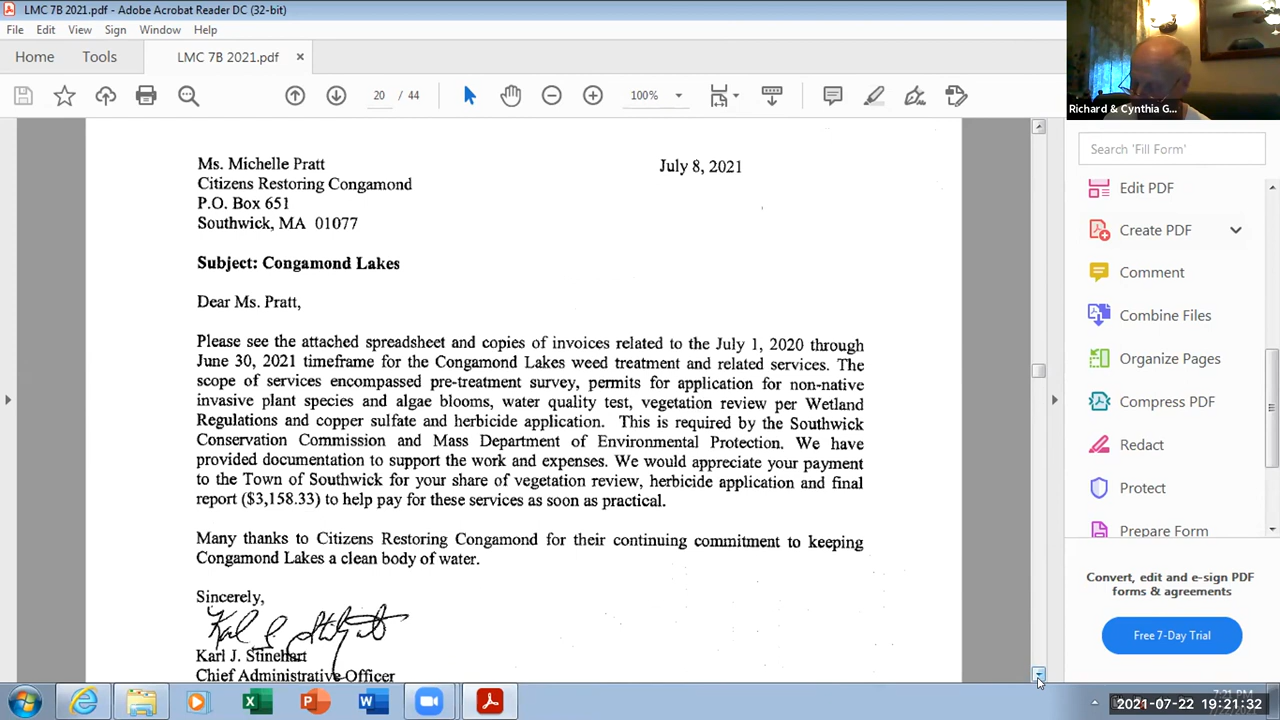 LMC 7B 2021.pdf - Adobe Acrobat Reader DC (32-bit)
File Edit View Sign Window Help
Home Tools LMC 7B 2021.pdf ×
20 / 44 100%
Richard & Cynthia G...
Search 'Fill Form'
Edit PDF
Create PDF
Comment
Combine Files
Organize Pages
Compress PDF
Redact
Protect
Prepare Form
Convert, edit and e-sign PDF
forms & agreements
Free 7-Day Trial
Ms. Michelle Pratt July 8, 2021
Citizens Restoring Congamond
P.O. Box 651
Southwick, MA 01077
Subject: Congamond Lakes
Dear Ms. Pratt,
Please see the attached spreadsheet and copies of invoices related to the July 1, 2020 through
June 30, 2021 timeframe for the Congamond Lakes weed treatment and related services. The
scope of services encompassed pre-treatment survey, permits for application for non-native
invasive plant species and algae blooms, water quality test, vegetation review per Wetland
Regulations and copper sulfate and herbicide application. This is required by the Southwick
Conservation Commission and Mass Department of Environmental Protection. We have
provided documentation to support the work and expenses. We would appreciate your payment
to the Town of Southwick for your share of vegetation review, herbicide application and final
report ($3,158.33) to help pay for these services as soon as practical.
Many thanks to Citizens Restoring Congamond for their continuing commitment to keeping
Congamond Lakes a clean body of water.
Sincerely,
Karl J. Stinehart
Chief Administrative Officer
2021-07-22 19:21:32